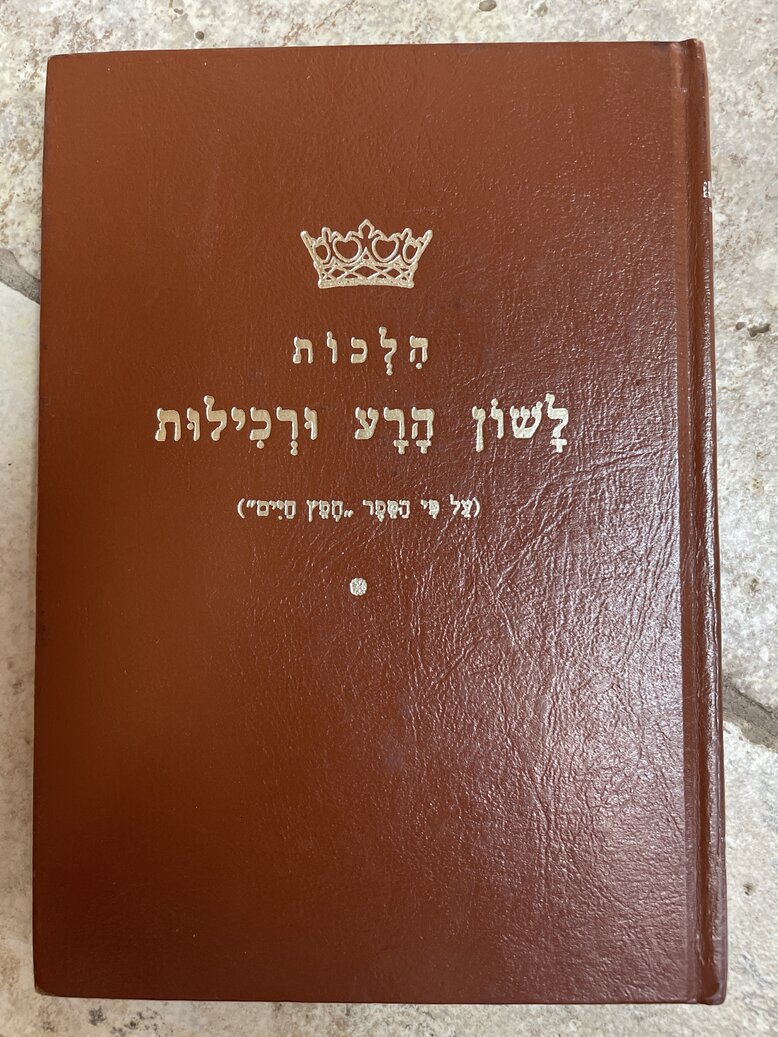 הִלְכוֹת
לָשׁוֹן הָרָע וּרְכִילוּת
(עַל פִּי הַסֵּפֶר „חָפֵץ חַיִּים”)